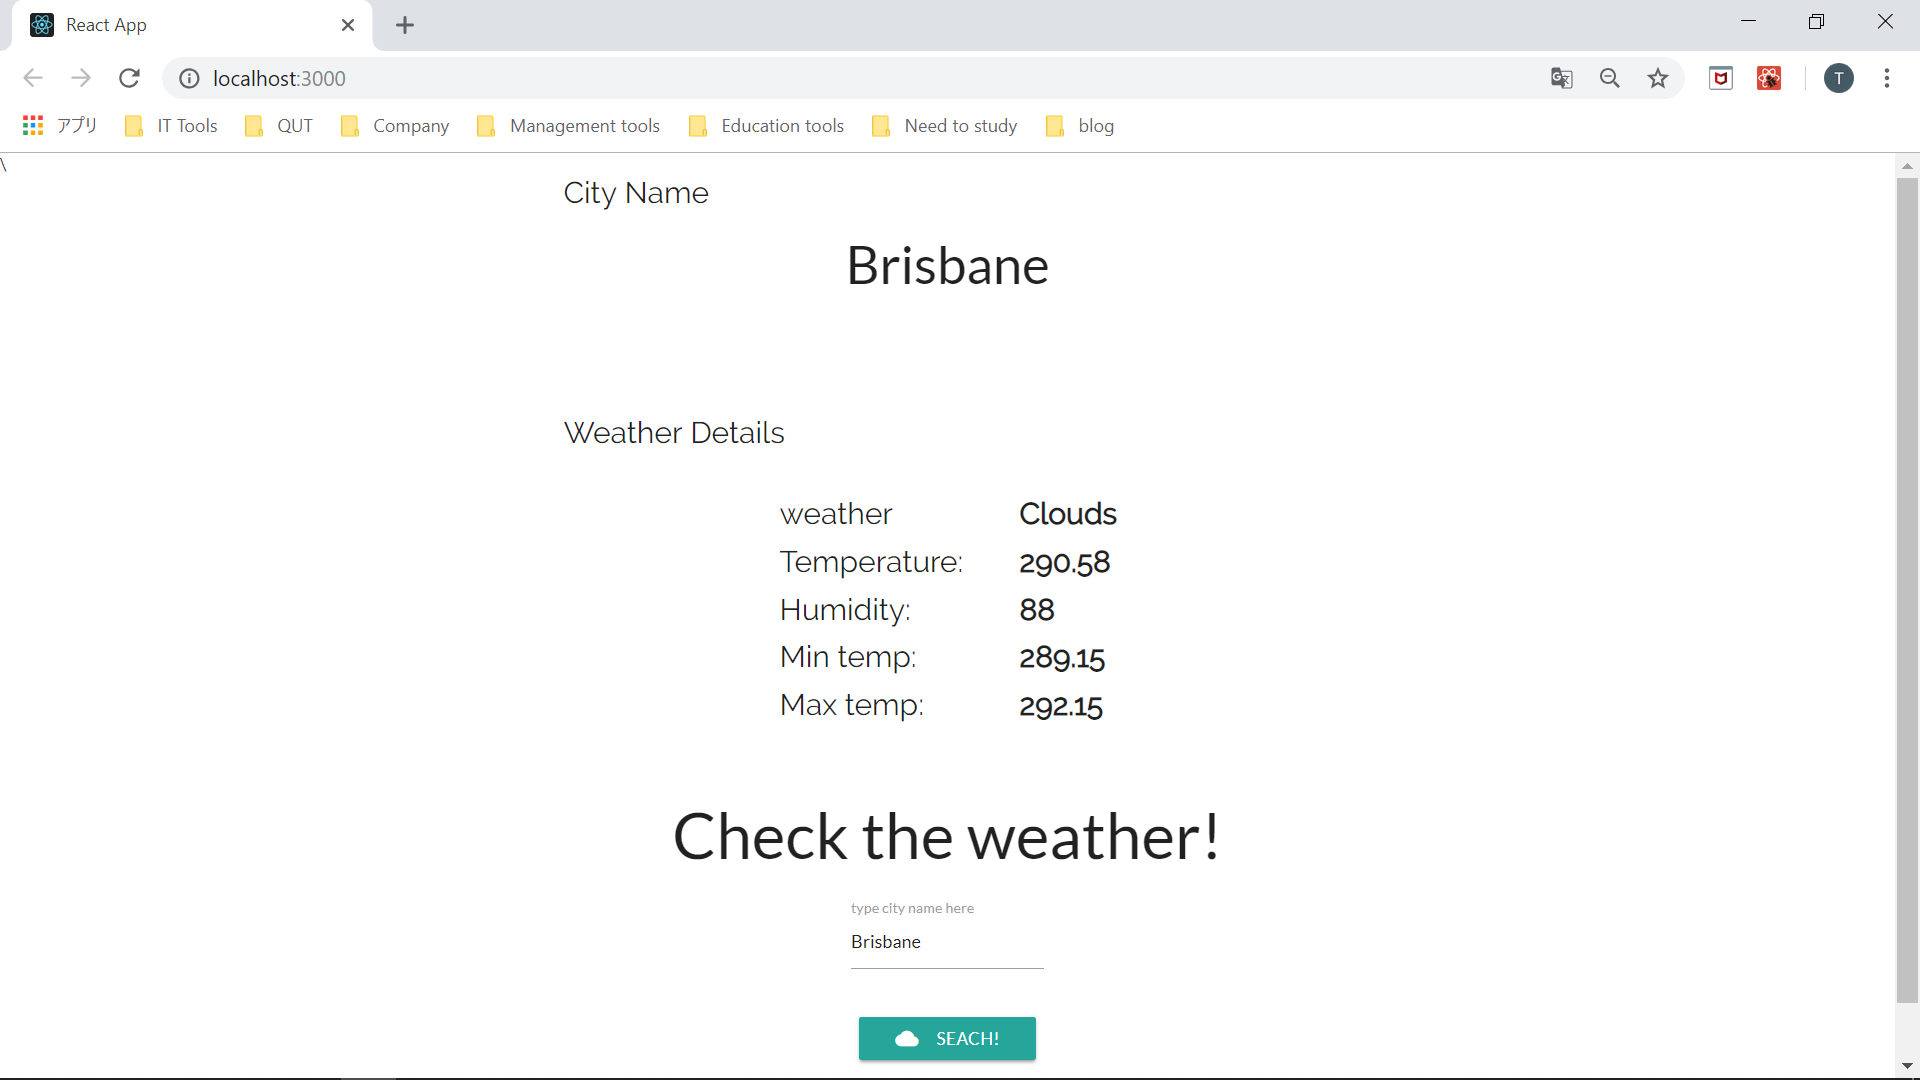 React App
localhost:3000
T
アプリ IT Tools QUT Company Management tools Education tools Need to study blog
\
City Name
Brisbane
Weather Details
weather Clouds
Temperature: 290.58
Humidity: 88
Min temp: 289.15
Max temp: 292.15
Check the weather!
type city name here
Brisbane
SEACH!